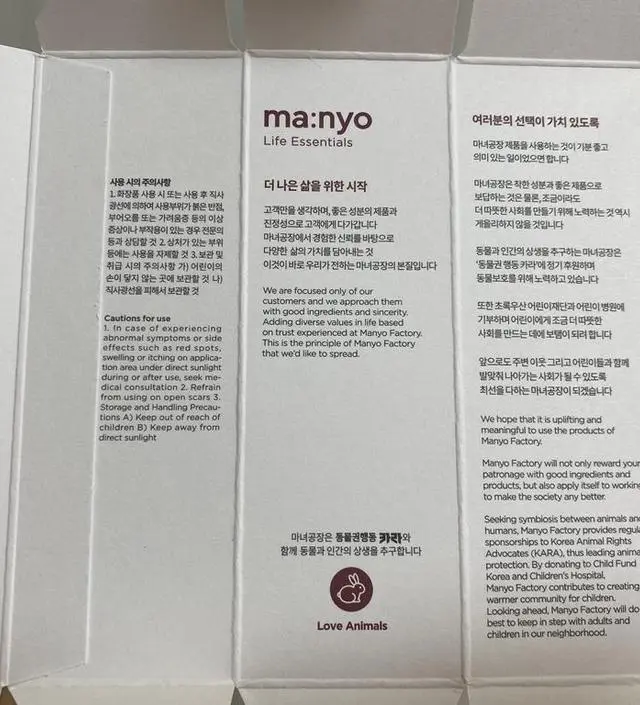 사용 시의 주의사항
1. 화장품 사용 시 또는 사용 후 직사
광선에 의하여 사용부위가 붉은 반점,
부어오름 또는 가려움증 등의 이상
증상이나 부작용이 있는 경우 전문의
등과 상담할 것 2. 상처가 있는 부위
등에는 사용을 자제할 것 3. 보관 및
취급 시의 주의사항 가) 어린이의
손이 닿지 않는 곳에 보관할 것 나)
직사광선을 피해서 보관할 것
Cautions for use
1. In case of experiencing
abnormal symptoms or side
effects such as red spots,
swelling or itching on applica-
tion area under direct sunlight
during or after use, seek me-
dical consultation 2. Refrain
from using on open scars 3.
Storage and Handling Precau-
tions A) Keep out of reach of
children B) Keep away from
direct sunlight
ma:nyo
Life Essentials
더 나은 삶을 위한 시작
고객만을 생각하며, 좋은 성분의 제품과
진정성으로 고객에게 다가갑니다
마녀공장에서 경험한 신뢰를 바탕으로
다양한 삶의 가치를 담아내는 것
이것이 바로 우리가 전하는 마녀공장의 본질입니다
We are focused only of our
customers and we approach them
with good ingredients and sincerity.
Adding diverse values in life based
on trust experienced at Manyo Factory.
This is the principle of Manyo Factory
that we'd like to spread.
마녀공장은 동물권행동 카라와
함께 동물과 인간의 상생을 추구합니다
Love Animals
여러분의 선택이 가치 있도록
마녀공장 제품을 사용하는 것이 기분 좋고
의미 있는 일이었으면 합니다
마녀공장은 착한 성분과 좋은 제품으로
보답하는 것은 물론, 조금이라도
더 따뜻한 사회를 만들기 위해 노력하는 것 역시
게을리하지 않을 것입니다
동물과 인간의 상생을 추구하는 마녀공장은
'동물권 행동 카라'에 정기 후원하며
동물보호를 위해 노력하고 있습니다
또한 초록우산 어린이재단과 어린이 병원에
기부하며 어린이에게 조금 더 따뜻한
사회를 만드는 데에 보탬이 되려 합니다
앞으로도 주변 이웃 그리고 어린이들과 함께
발맞춰 나아가는 사회가 될 수 있도록
최선을 다하는 마녀공장이 되겠습니다
We hope that it is uplifting and
meaningful to use the products of
Manyo Factory.
Manyo Factory will not only reward your
patronage with good ingredients and
products, but also apply itself to working
to make the society any better.
Seeking symbiosis between animals and
humans, Manyo Factory provides regula
sponsorships to Korea Animal Rights
Advocates (KARA), thus leading anima
protection. By donating to Child Fund
Korea and Children's Hospital,
Manyo Factory contributes to creating
warmer community for children.
Looking ahead, Manyo Factory will do
best to keep in step with adults and
children in our neighborhood.